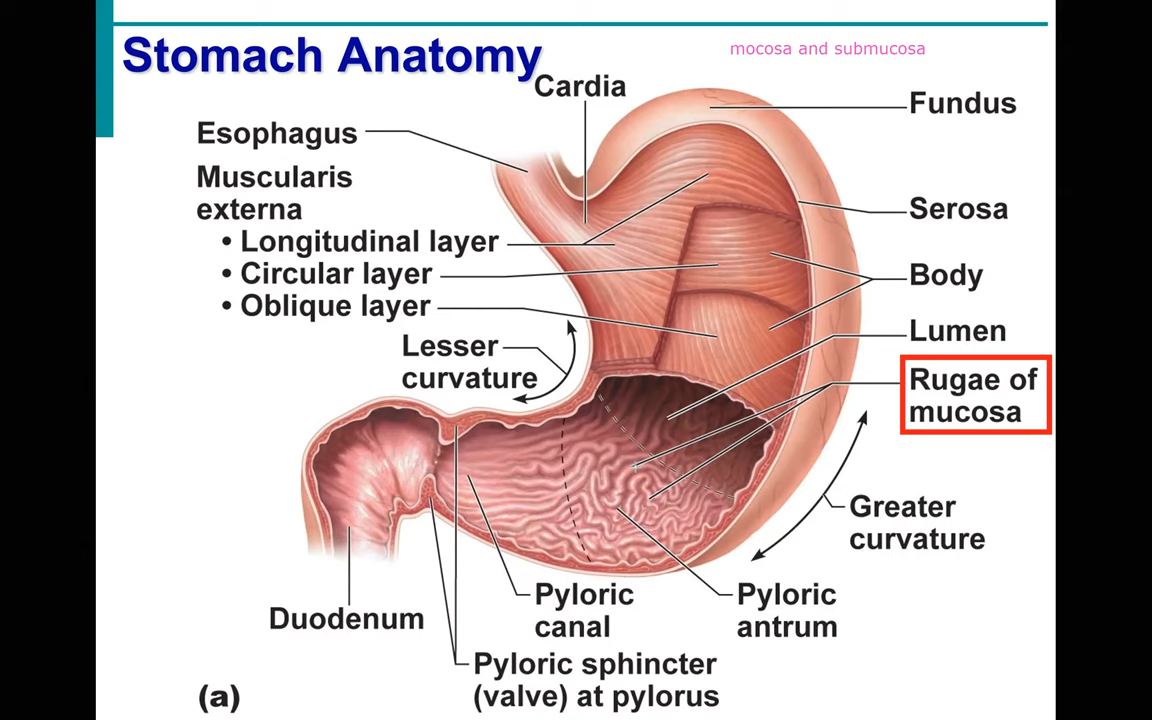 Stomach Anatomy
mocosa and submucosa
Cardia
Fundus
Esophagus
Muscularis
externa
• Longitudinal layer
• Circular layer
• Oblique layer
Serosa
Body
Lumen
Lesser
curvature
Rugae of
mucosa
Greater
curvature
Duodenum
Pyloric
canal
Pyloric
antrum
Pyloric sphincter
(valve) at pylorus
(a)